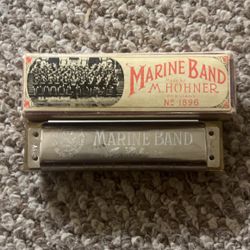 MARINE BAND
M. HOHNER
No 1896
MARINE BAND